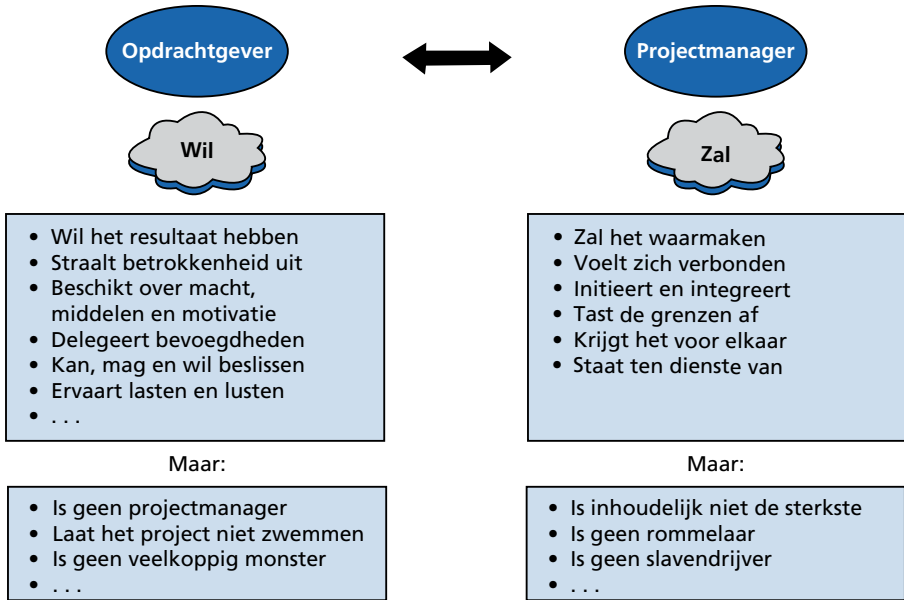 Opdrachtgever
Wil
• Wil het resultaat hebben
• Straalt betrokkenheid uit
• Beschikt over macht,
middelen en motivatie
• Delegeert bevoegdheden
• Kan, mag en wil beslissen
• Ervaart lasten en lusten
• . . .
Maar:
• Is geen projectmanager
• Laat het project niet zwemmen
• Is geen veelkoppig monster
• . . .
Projectmanager
Zal
• Zal het waarmaken
• Voelt zich verbonden
• Initieert en integreert
• Tast de grenzen af
• Krijgt het voor elkaar
• Staat ten dienste van
Maar:
• Is inhoudelijk niet de sterkste
• Is geen rommelaar
• Is geen slavendrijver
• . . .